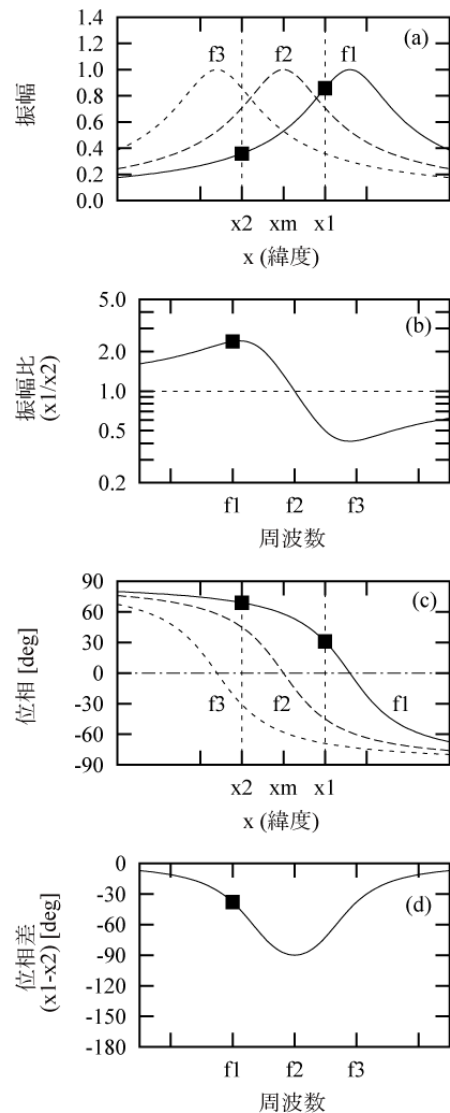 (a)
振幅
1.4
1.2
1.0
0.8
0.6
0.4
0.2
0.0
f3
f2
f1
x2
xm
x1
x (緯度)
(b)
振幅比
(x1/x2)
5.0
2.0
1.0
0.5
0.2
f1
f2
f3
周波数
(c)
位相 [deg]
90
60
30
0
-30
-60
-90
f3
f2
f1
x2
xm
x1
x (緯度)
(d)
位相差
(x1-x2) [deg]
0
-30
-60
-90
-120
-150
-180
f1
f2
f3
周波数